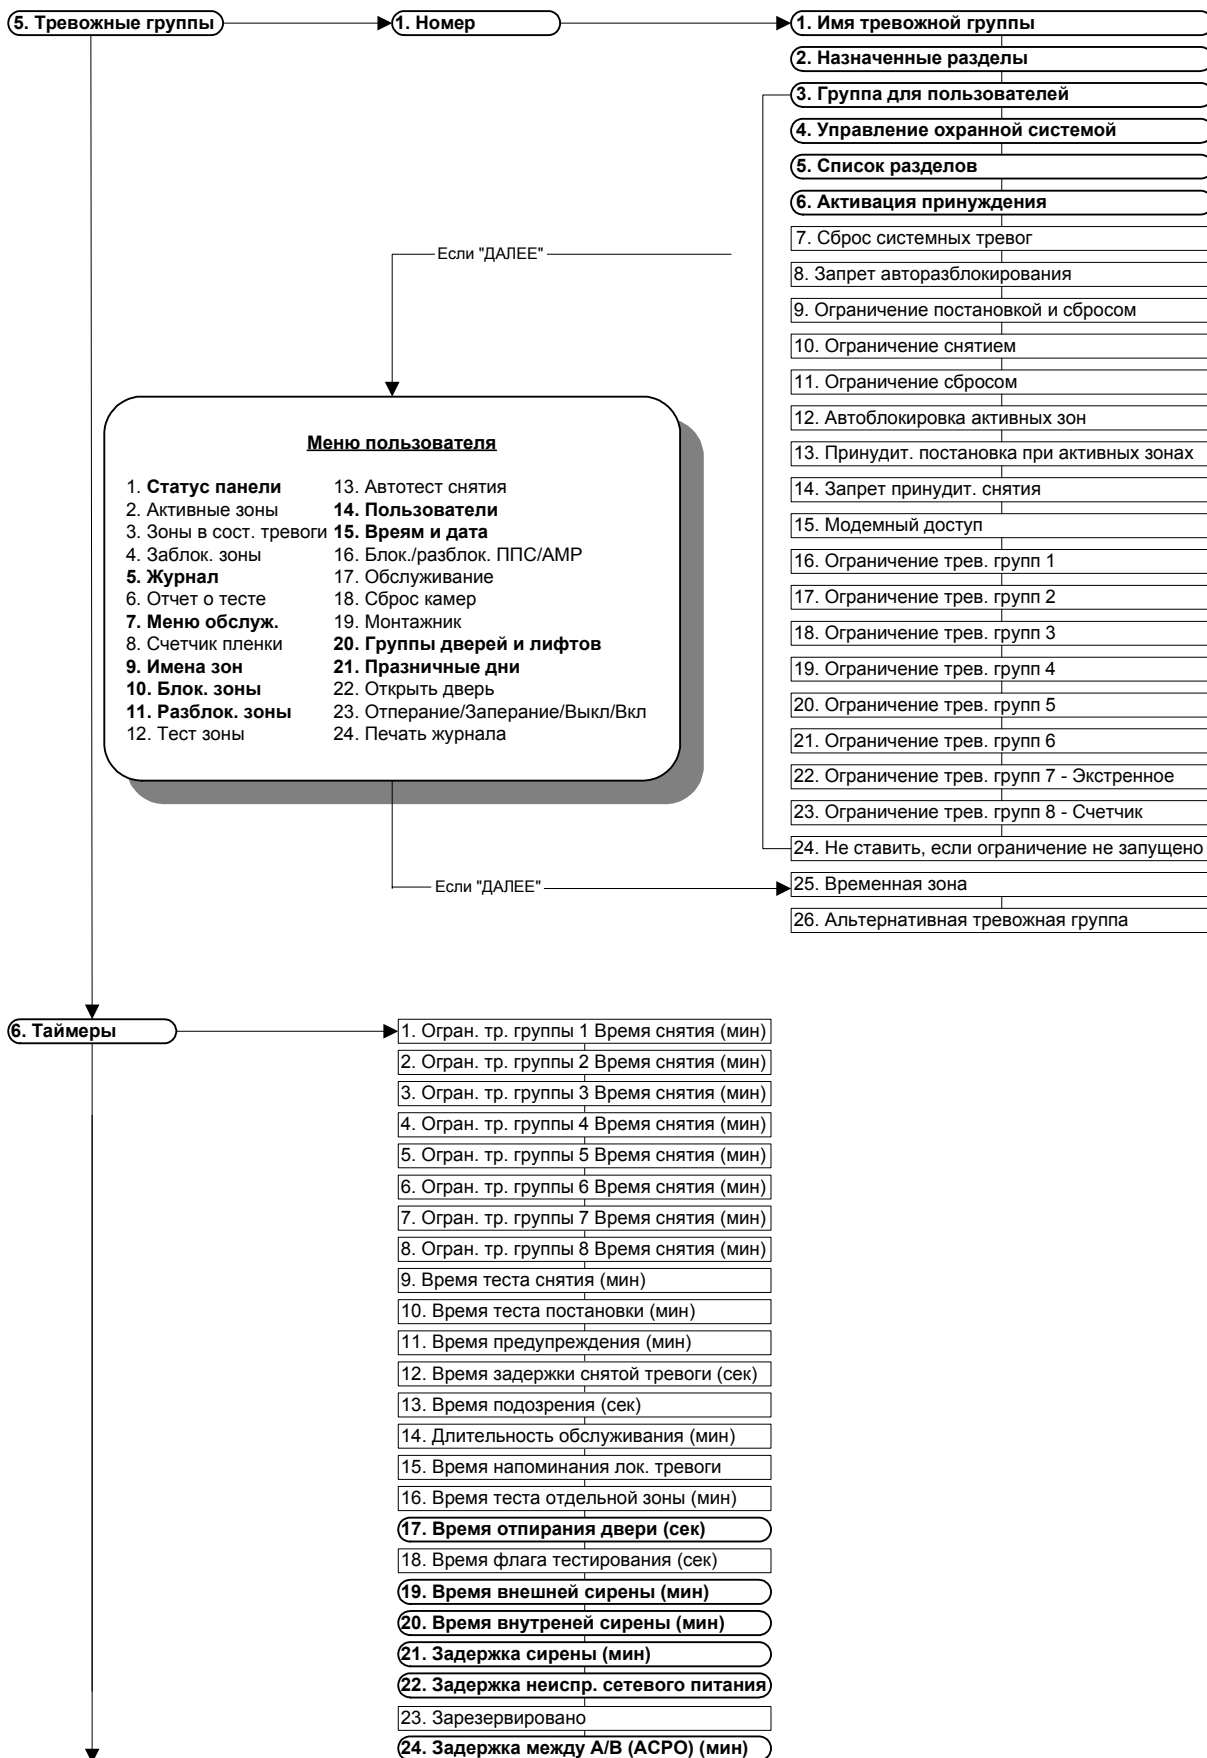 5. Тревожные группы
1. Номер
1. Имя тревожной группы
2. Назначенные разделы
3. Группа для пользователей
4. Управление охранной системой
5. Список разделов
6. Активация принуждения
7. Сброс системных тревог
8. Запрет авторазблокирования
9. Ограничение постановкой и сбросом
10. Ограничение снятием
11. Ограничение сбросом
12. Автоблокировка активных зон
13. Принудит. постановка при активных зонах
14. Запрет принудит. снятия
15. Модемный доступ
16. Ограничение трев. групп 1
17. Ограничение трев. групп 2
18. Ограничение трев. групп 3
19. Ограничение трев. групп 4
20. Ограничение трев. групп 5
21. Ограничение трев. групп 6
22. Ограничение трев. групп 7 - Экстренное
23. Ограничение трев. групп 8 - Счетчик
24. Не ставить, если ограничение не запущено
25. Временная зона
26. Альтернативная тревожная группа
Если "ДАЛЕЕ"
Меню пользователя
1. Статус панели
2. Активные зоны
3. Зоны в сост. тревоги
4. Заблок. зоны
5. Журнал
6. Отчет о тесте
7. Меню обслуж.
8. Счетчик пленки
9. Имена зон
10. Блок. зоны
11. Разблок. зоны
12. Тест зоны
13. Автотест снятия
14. Пользователи
15. Вреям и дата
16. Блок./разблок. ППС/АМР
17. Обслуживание
18. Сброс камер
19. Монтажник
20. Группы дверей и лифтов
21. Празничные дни
22. Открыть дверь
23. Отперание/Заперание/Выкл/Вкл
24. Печать журнала
Если "ДАЛЕЕ"
6. Таймеры
1. Огран. тр. группы 1 Время снятия (мин)
2. Огран. тр. группы 2 Время снятия (мин)
3. Огран. тр. группы 3 Время снятия (мин)
4. Огран. тр. группы 4 Время снятия (мин)
5. Огран. тр. группы 5 Время снятия (мин)
6. Огран. тр. группы 6 Время снятия (мин)
7. Огран. тр. группы 7 Время снятия (мин)
8. Огран. тр. группы 8 Время снятия (мин)
9. Время теста снятия (мин)
10. Время теста постановки (мин)
11. Время предупреждения (мин)
12. Время задержки снятой тревоги (сек)
13. Время подозрения (сек)
14. Длительность обслуживания (мин)
15. Время напоминания лок. тревоги
16. Время теста отдельной зоны (мин)
17. Время отпирания двери (сек)
18. Время флага тестирования (сек)
19. Время внешней сирены (мин)
20. Время внутреней сирены (мин)
21. Задержка сирены (мин)
22. Задержка неиспр. сетевого питания
23. Зарезервировано
24. Задержка между А/В (АСРО) (мин)